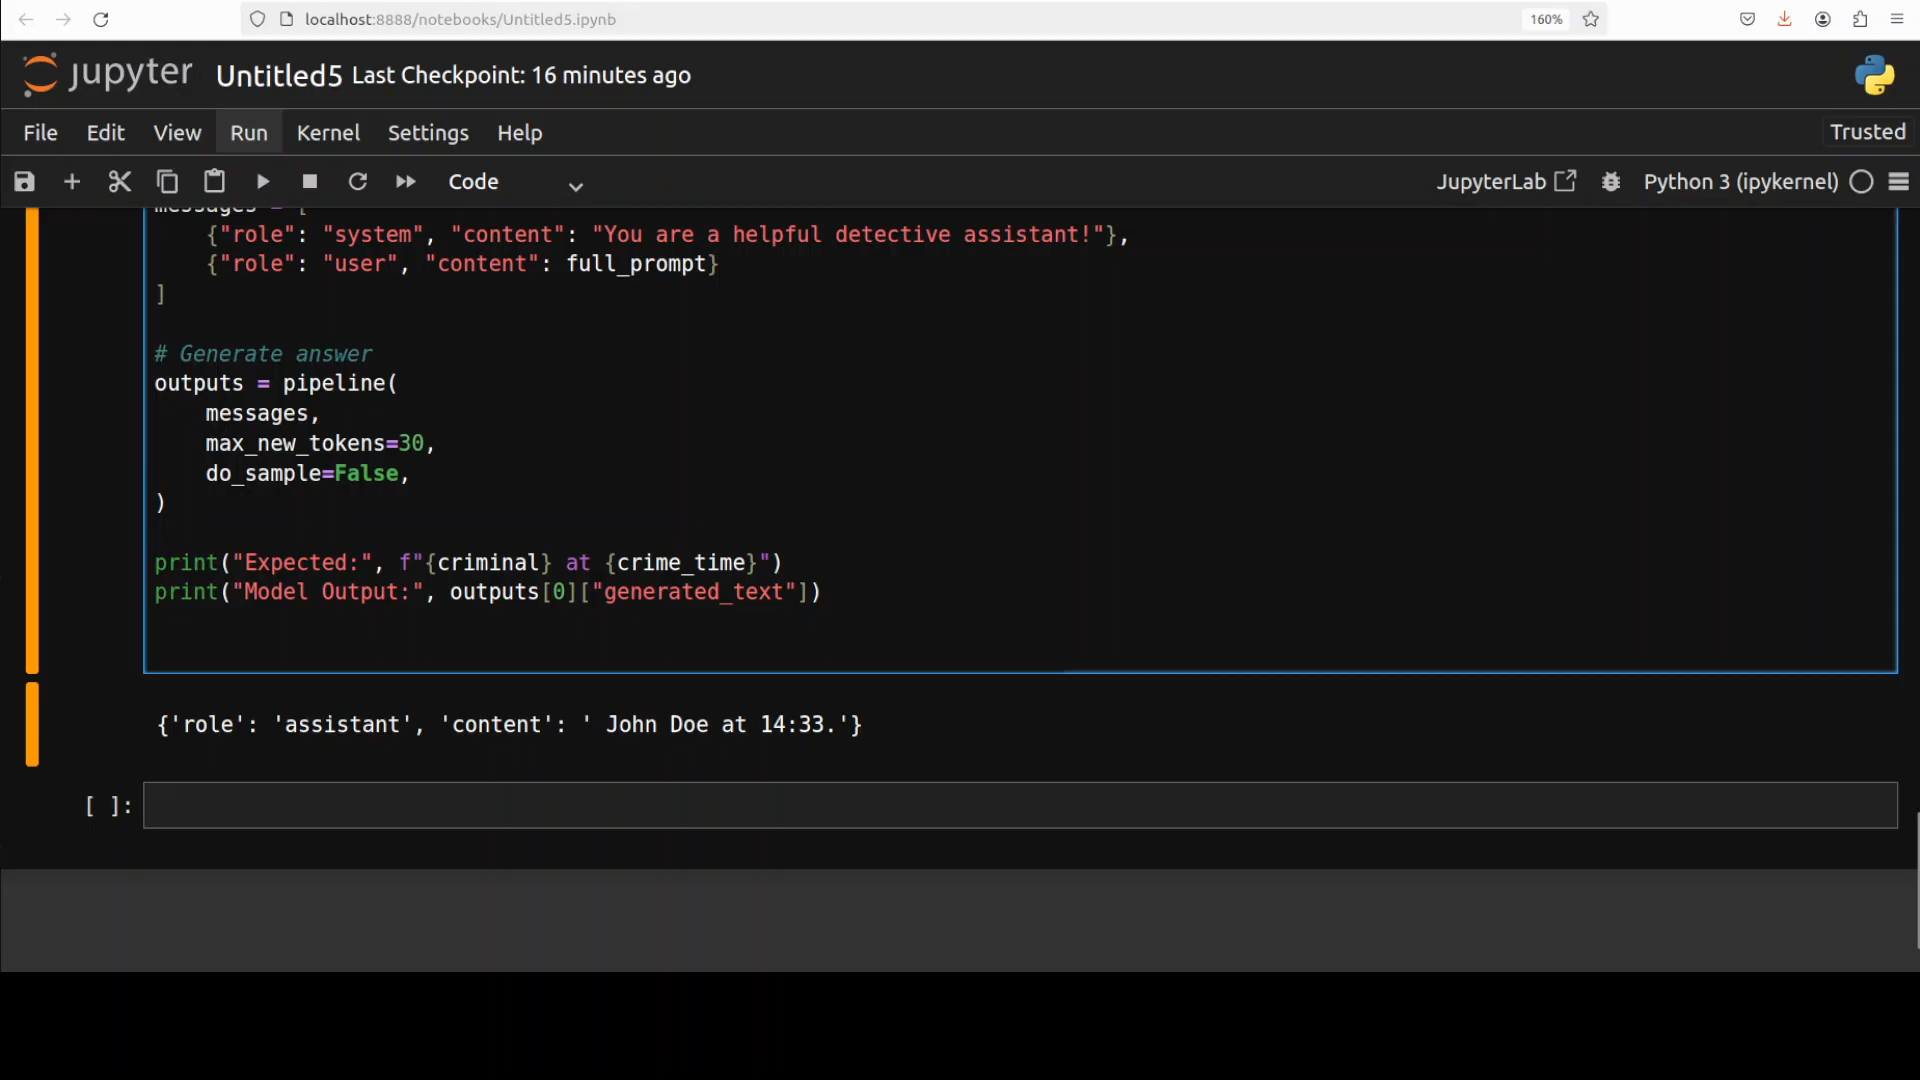 localhost:8888/notebooks/Untitled5.ipynb 160%
jupyter Untitled5 Last Checkpoint: 16 minutes ago
File Edit View Run Kernel Settings Help Trusted
Code JupyterLab Python 3 (ipykernel)
messages = [
{"role": "system", "content": "You are a helpful detective assistant!"},
{"role": "user", "content": full_prompt}
]
# Generate answer
outputs = pipeline(
messages,
max_new_tokens=30,
do_sample=False,
)
print("Expected:", f"{criminal} at {crime_time}")
print("Model Output:", outputs[0]["generated_text"])
{'role': 'assistant', 'content': ' John Doe at 14:33.'}
[ ]: